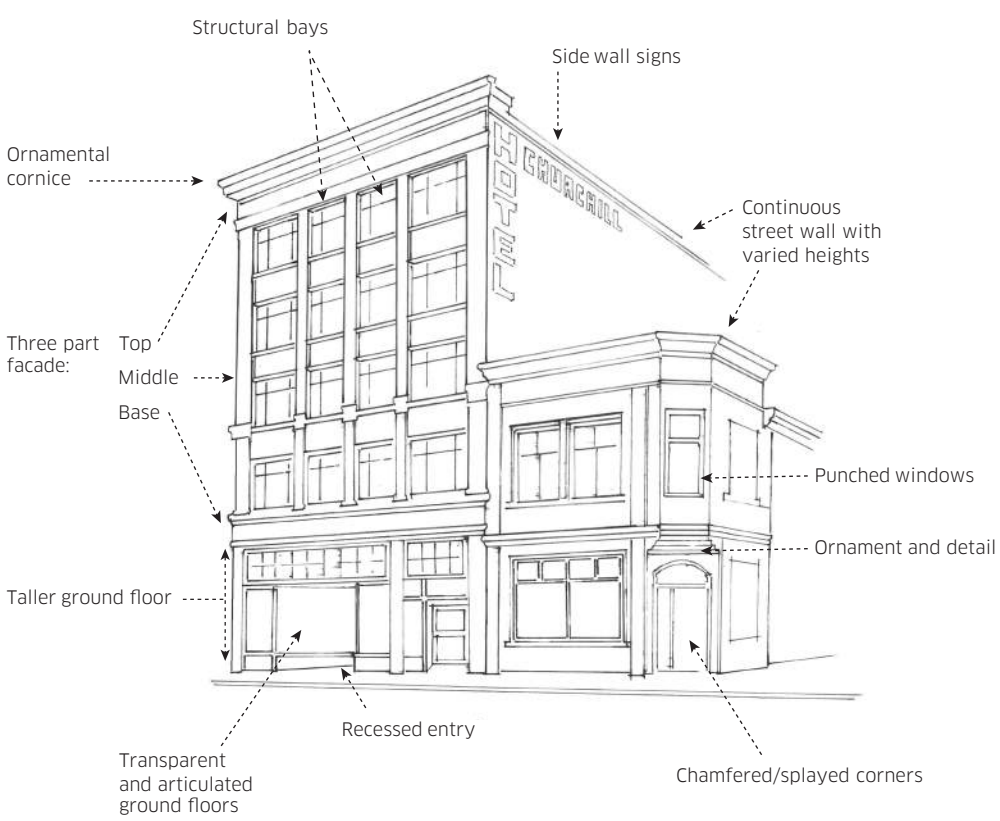 Structural bays
Side wall signs
Ornamental
cornice
HOTEL
CHURCHILL
Continuous
street wall with
varied heights
Three part
facade:
Top
Middle
Base
Punched windows
Ornament and detail
Taller ground floor
Recessed entry
Transparent
and articulated
ground floors
Chamfered/splayed corners